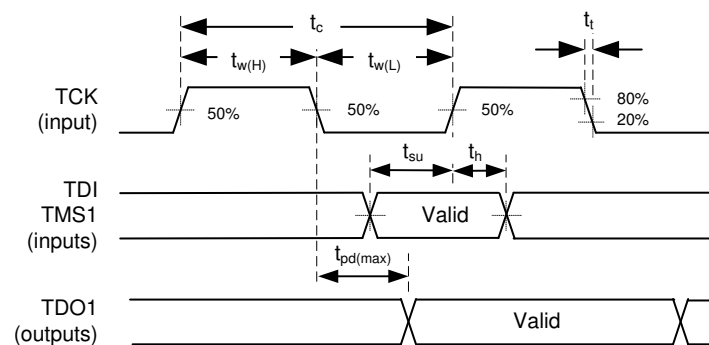 tc
tw(H) tw(L) tt
TCK
(input)
50% 50% 50% 80%
20%
tsu th
TDI
TMS1
(inputs)
Valid
tpd(max)
TDO1
(outputs)
Valid